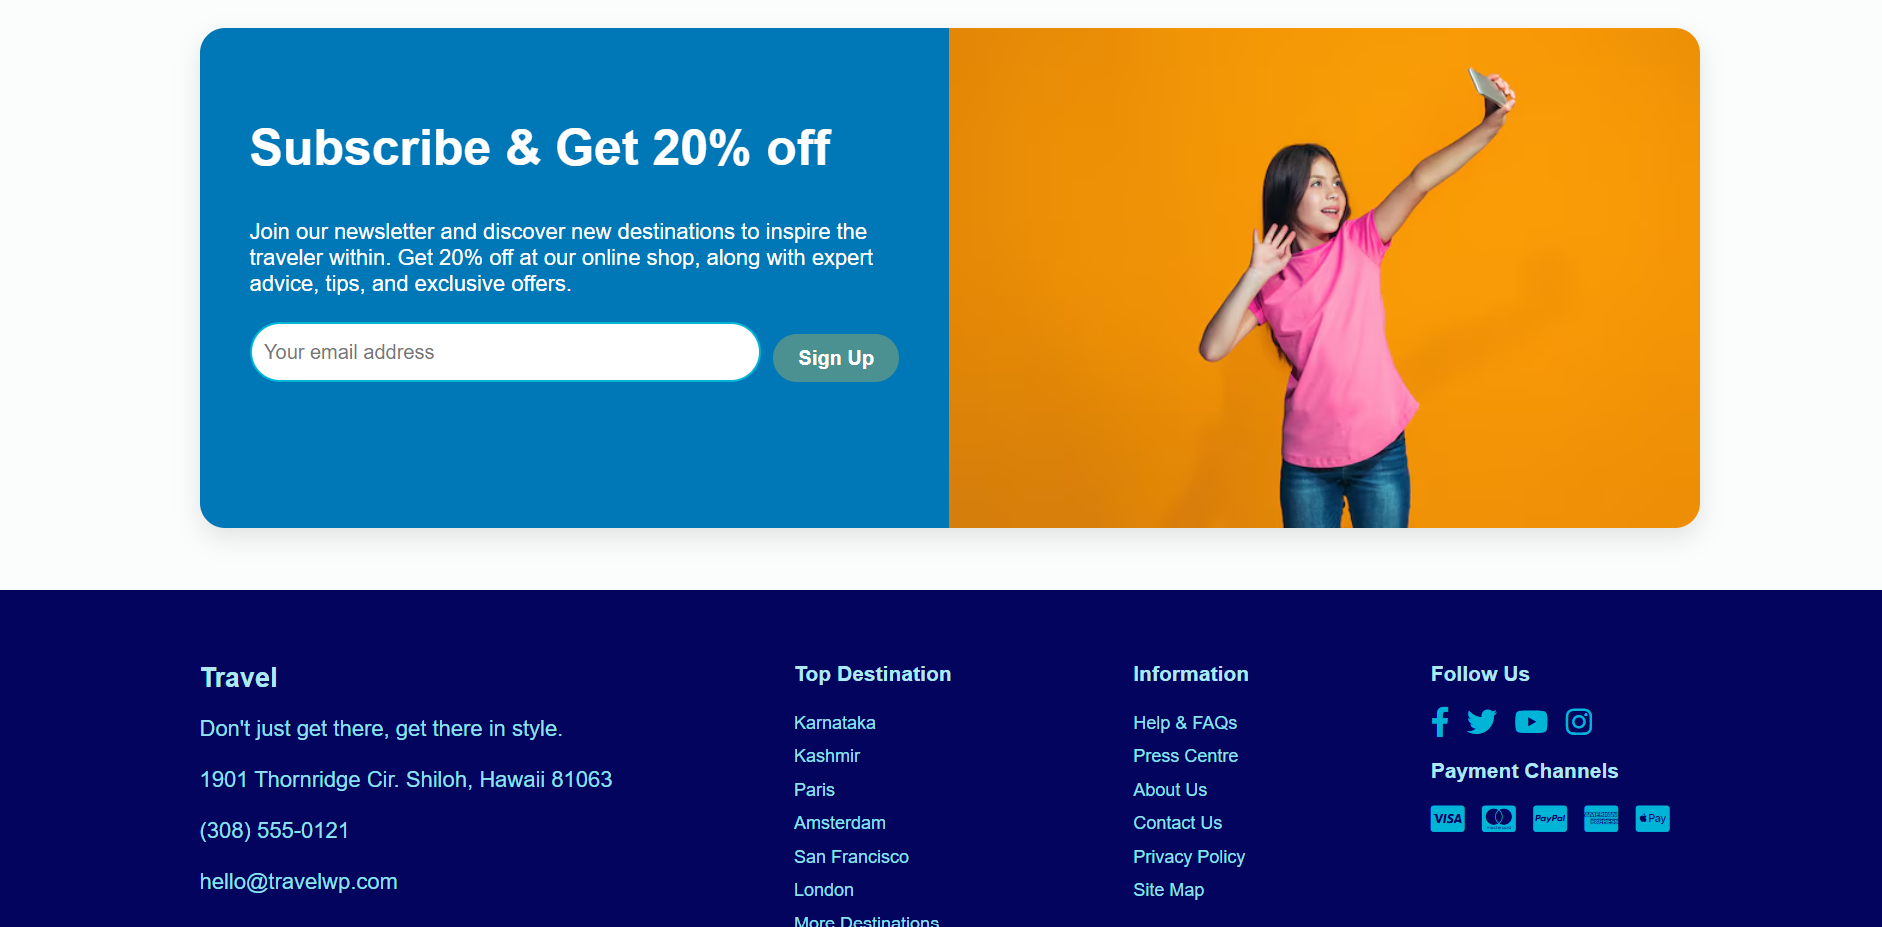 Subscribe & Get 20% off
Join our newsletter and discover new destinations to inspire the
traveler within. Get 20% off at our online shop, along with expert
advice, tips, and exclusive offers.
Your email address
Sign Up
Travel
Don't just get there, get there in style.
1901 Thornridge Cir. Shiloh, Hawaii 81063
(308) 555-0121
hello@travelwp.com
Top Destination
Karnataka
Kashmir
Paris
Amsterdam
San Francisco
London
More Destinations
Information
Help & FAQs
Press Centre
About Us
Contact Us
Privacy Policy
Site Map
Follow Us
Payment Channels
VISA
mastercard
PayPal
AMERICAN
EXPRESS
Pay